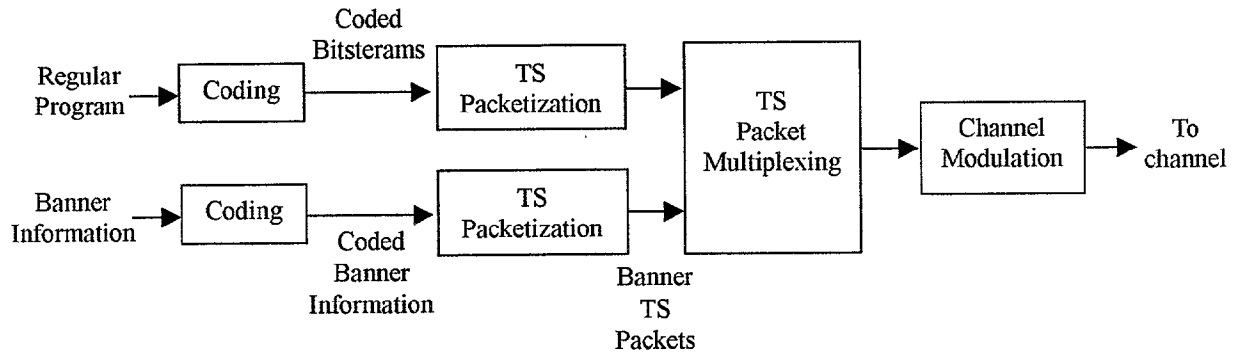 Regular
Program
Coding
Coded
Bitsterams
TS
Packetization
TS
Packet
Multiplexing
Channel
Modulation
To
channel
Banner
Information
Coding
Coded
Banner
Information
TS
Packetization
Banner
TS
Packets